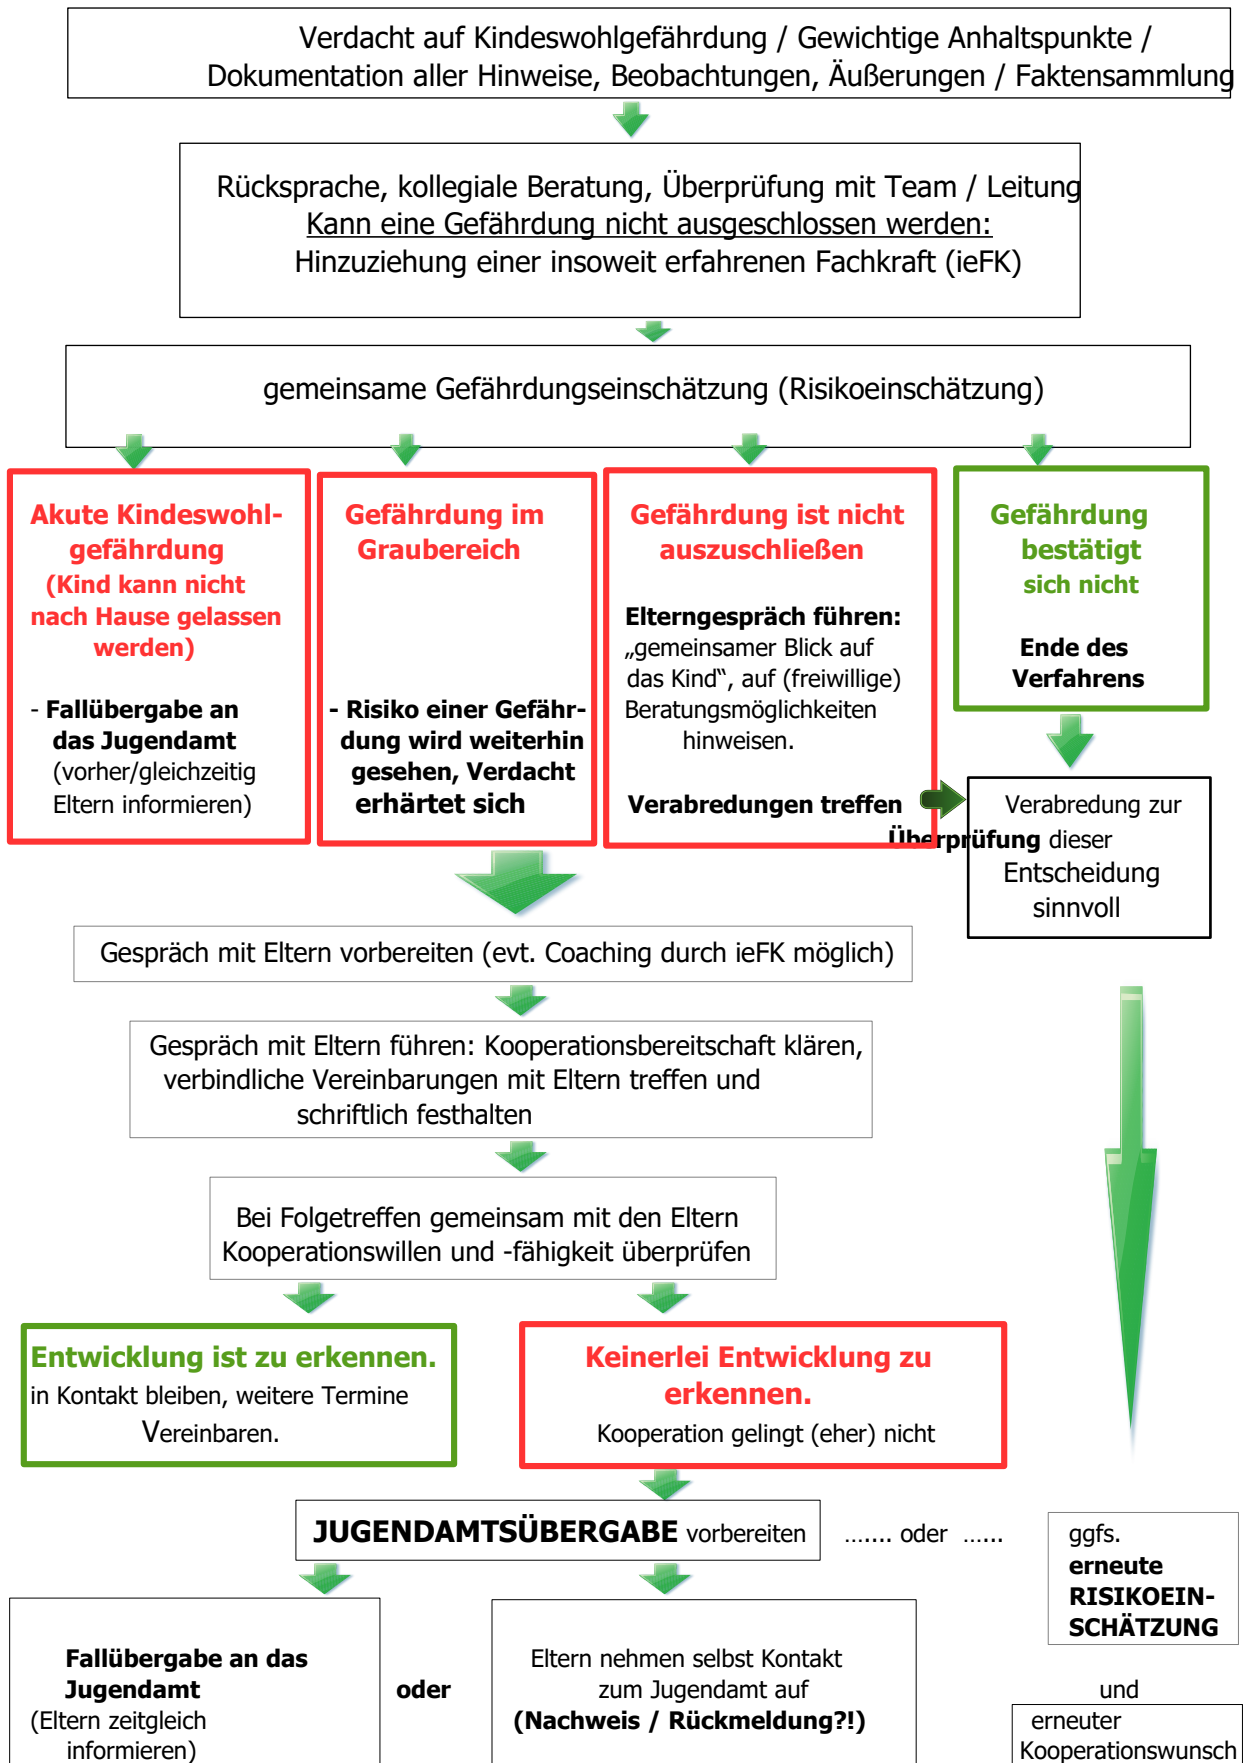 Verdacht auf Kindeswohlgefährdung / Gewichtige Anhaltspunkte /
Dokumentation aller Hinweise, Beobachtungen, Äußerungen / Faktensammlung
Rücksprache, kollegiale Beratung, Überprüfung mit Team / Leitung
Kann eine Gefährdung nicht ausgeschlossen werden:
Hinzuziehung einer insoweit erfahrenen Fachkraft (ieFK)
gemeinsame Gefährdungseinschätzung (Risikoeinschätzung)
Akute Kindeswohl-
gefährdung
(Kind kann nicht
nach Hause gelassen
werden)
- Fallübergabe an
das Jugendamt
(vorher/gleichzeitig
Eltern informieren)
Gefährdung im
Graubereich
- Risiko einer Gefähr-
dung wird weiterhin
gesehen, Verdacht
erhärtet sich
Gefährdung ist nicht
auszuschließen
Elterngespräch führen:
„gemeinsamer Blick auf
das Kind“, auf (freiwillige)
Beratungsmöglichkeiten
hinweisen.
Verabredungen treffen
Gefährdung
bestätigt
sich nicht
Ende des
Verfahrens
Verabredung zur
Überprüfung dieser
Entscheidung
sinnvoll
Gespräch mit Eltern vorbereiten (evt. Coaching durch ieFK möglich)
Gespräch mit Eltern führen: Kooperationsbereitschaft klären,
verbindliche Vereinbarungen mit Eltern treffen und
schriftlich festhalten
Bei Folgetreffen gemeinsam mit den Eltern
Kooperationswillen und -fähigkeit überprüfen
Entwicklung ist zu erkennen.
in Kontakt bleiben, weitere Termine
Vereinbaren.
Keinerlei Entwicklung zu
erkennen.
Kooperation gelingt (eher) nicht
JUGENDAMTSÜBERGABE vorbereiten ....... oder ......
ggfs.
erneute
RISIKOEIN-
SCHÄTZUNG
Fallübergabe an das
Jugendamt
(Eltern zeitgleich
informieren)
oder
Eltern nehmen selbst Kontakt
zum Jugendamt auf
(Nachweis / Rückmeldung?!)
und
erneuter
Kooperationswunsch